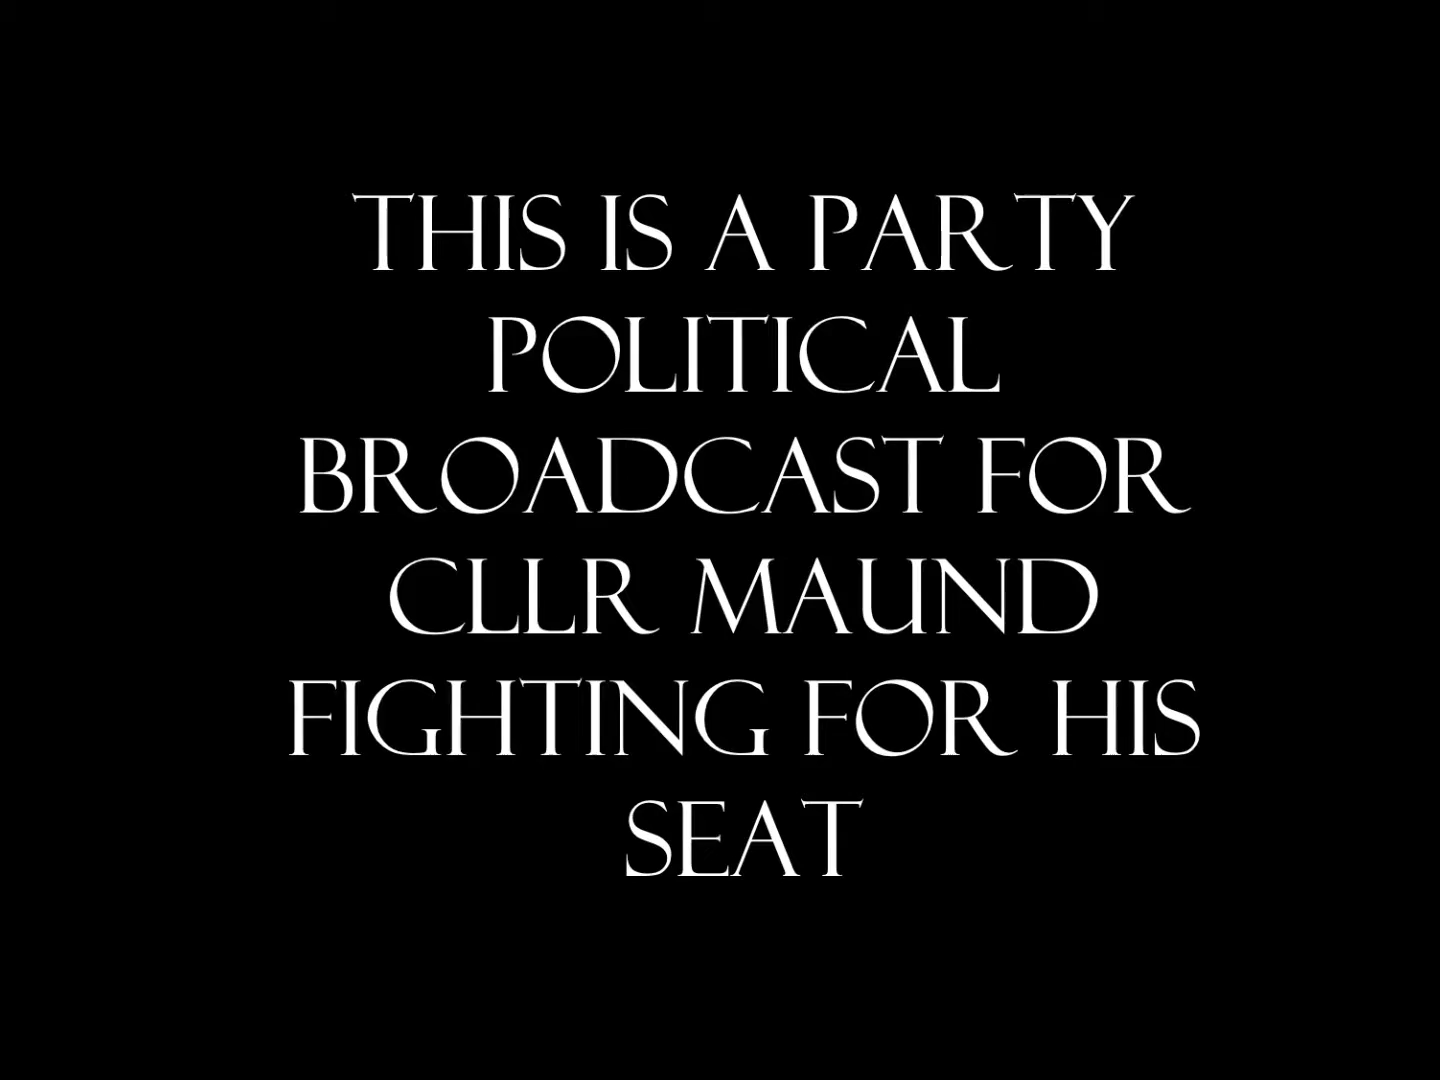 THIS IS A PARTY
POLITICAL
BROADCAST FOR
CLLR MAUND
FIGHTING FOR HIS
SEAT